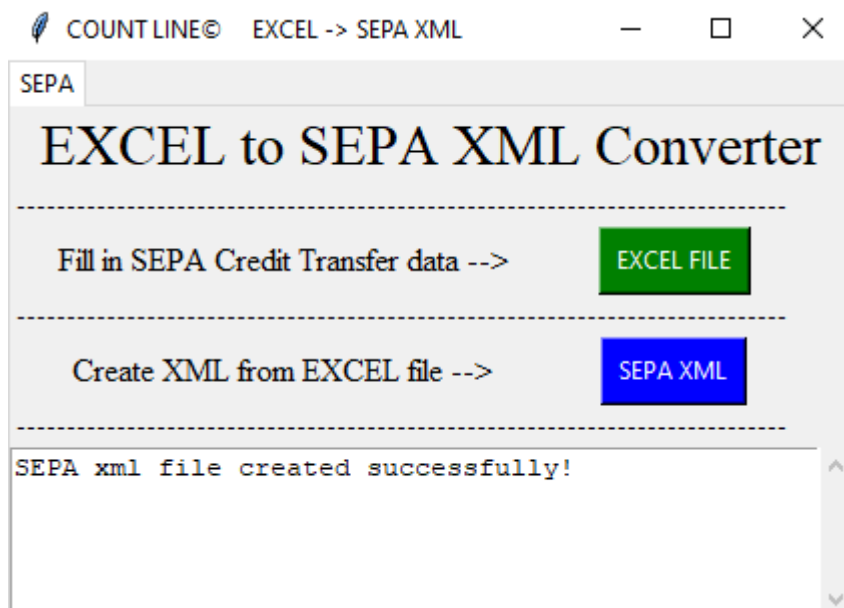 COUNT LINE© EXCEL -> SEPA XML
SEPA
EXCEL to SEPA XML Converter
-----------------------------------------------------------------------------
Fill in SEPA Credit Transfer data --> EXCEL FILE
-----------------------------------------------------------------------------
Create XML from EXCEL file --> SEPA XML
-----------------------------------------------------------------------------
SEPA xml file created successfully!